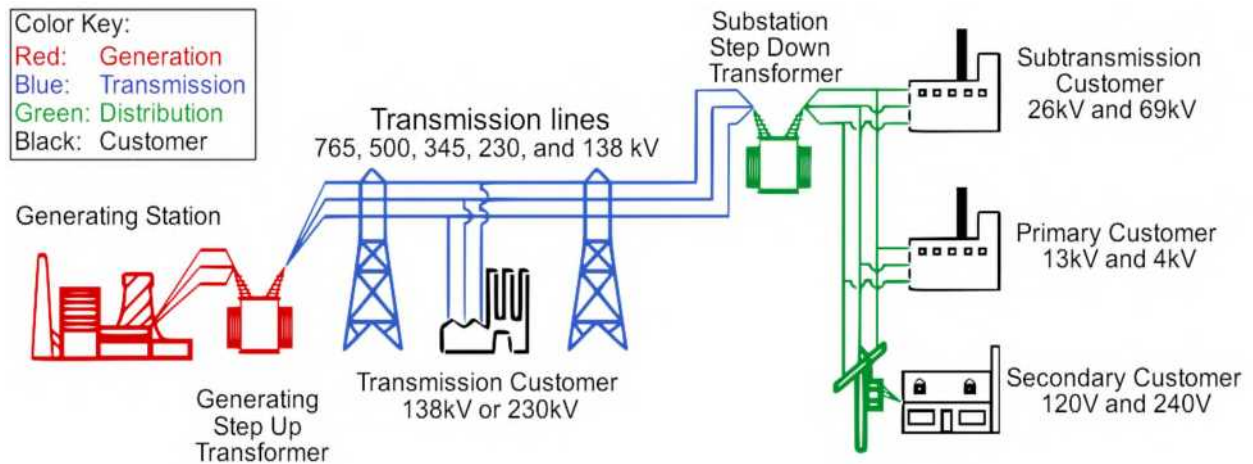 Color Key:
Red: Generation
Blue: Transmission
Green: Distribution
Black: Customer
Generating Station
Generating
Step Up
Transformer
Transmission lines
765, 500, 345, 230, and 138 kV
Transmission Customer
138kV or 230kV
Substation
Step Down
Transformer
Subtransmission
Customer
26kV and 69kV
Primary Customer
13kV and 4kV
Secondary Customer
120V and 240V